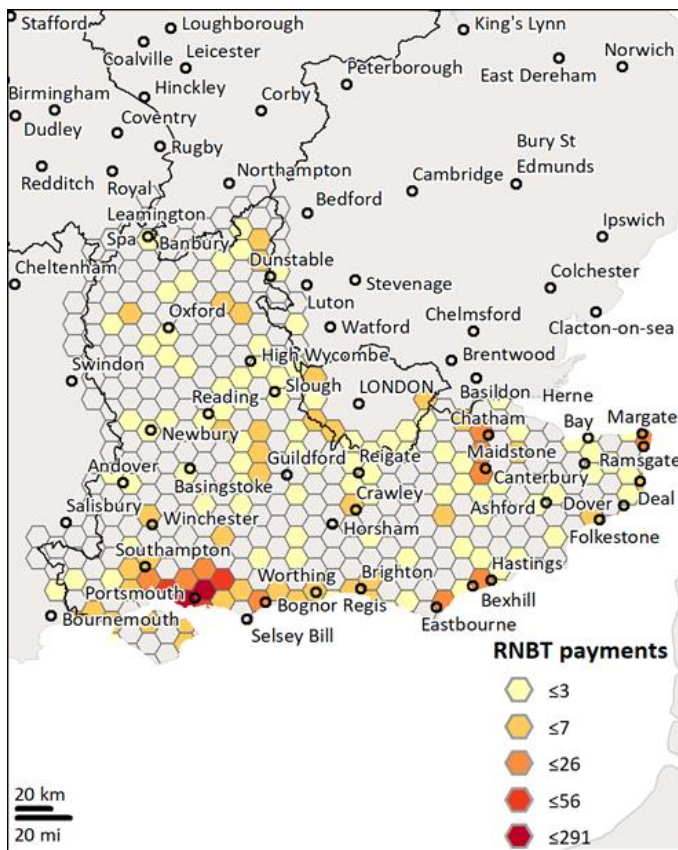 Stafford
Loughborough
King's Lynn
Coalville
Leicester
Norwich
East Dereham
Peterborough
Birmingham
Hinckley
Corby
Dudley
Coventry
Rugby
Bury St
Edmunds
Redditch
Royal
Leamington
Spa
Northampton
Cambridge
Bedford
Ipswich
Banbury
Cheltenham
Dunstable
Stevenage
Colchester
Luton
Oxford
Watford
Chelmsford
Clacton-on-sea
High Wycombe
Brentwood
Swindon
Slough
LONDON
Basildon
Herne
Bay
Reading
Chatham
Margate
Newbury
Guildford
Reigate
Maidstone
Ramsgate
Andover
Basingstoke
Canterbury
Crawley
Salisbury
Winchester
Horsham
Ashford
Dover
Deal
Folkestone
Southampton
Hastings
Portsmouth
Worthing
Brighton
Bognor Regis
Bexhill
Bournemouth
Selsey Bill
Eastbourne
RNBT payments
≤3
≤7
≤26
≤56
≤291
20 km
20 mi